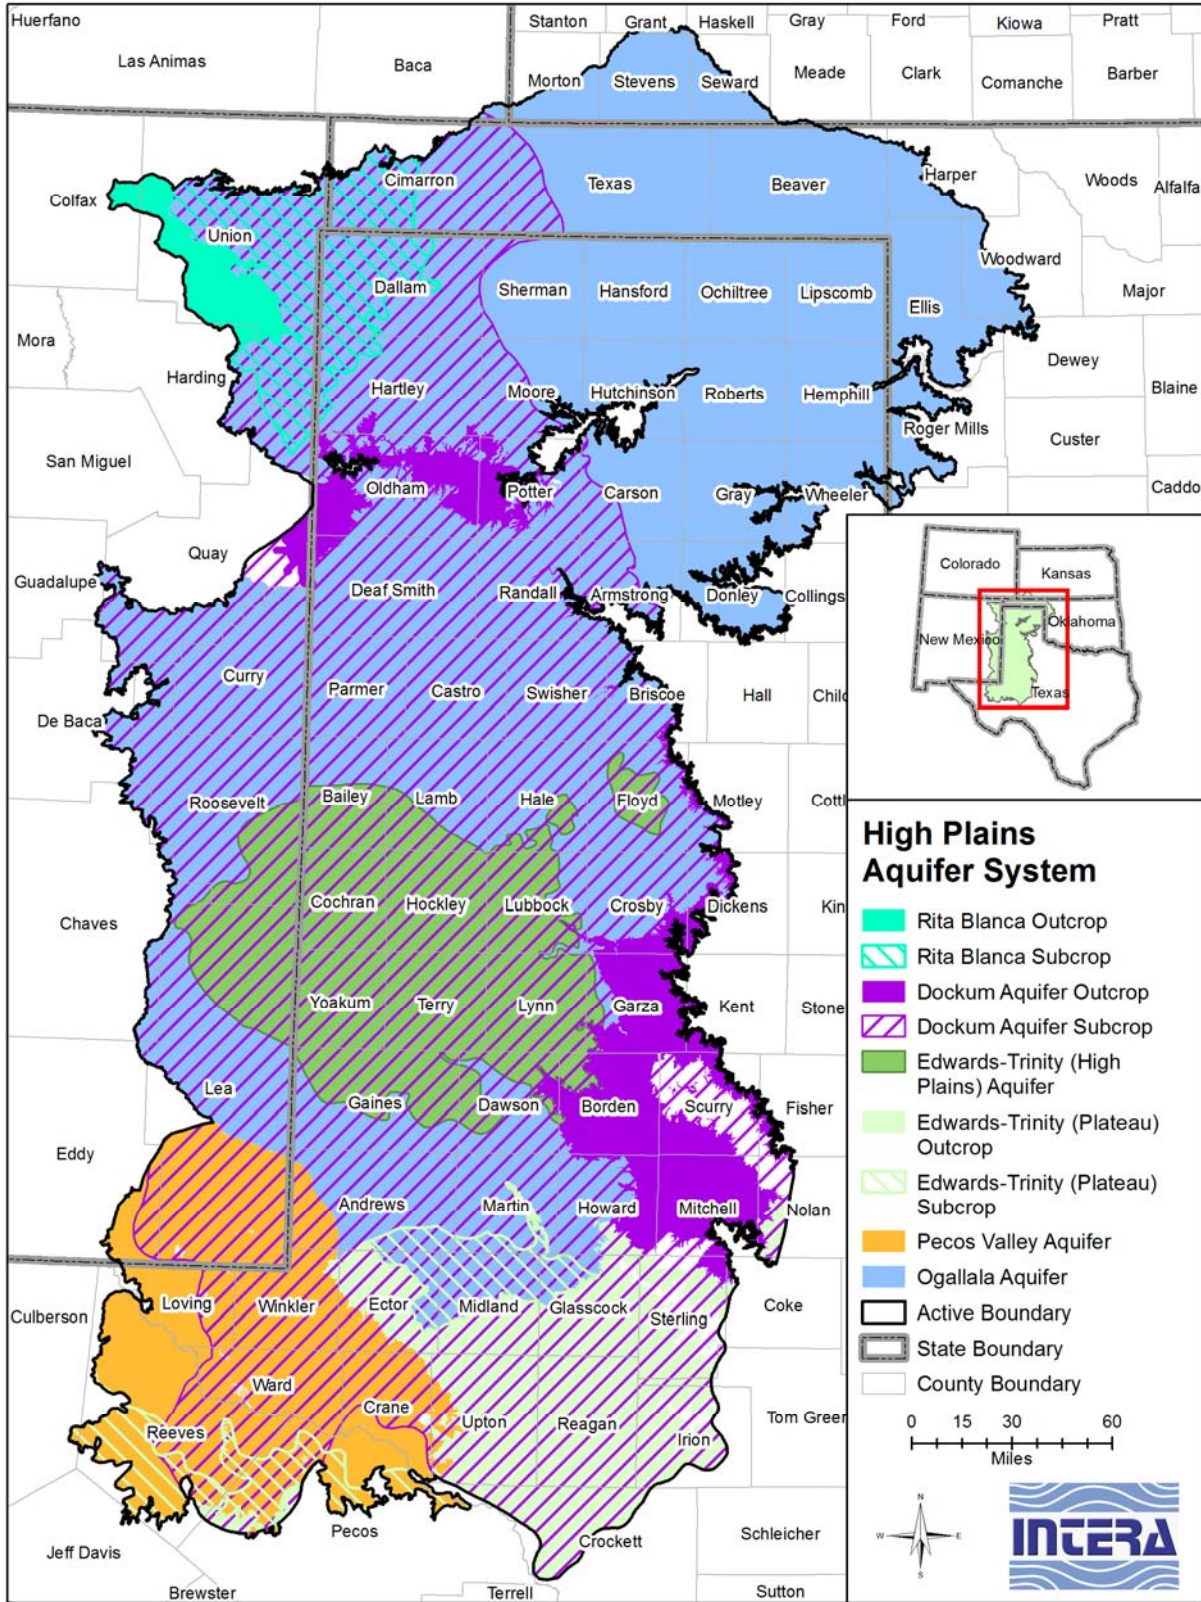 Huerfano
Stanton
Grant
Haskell
Gray
Ford
Kiowa
Pratt
Las Animas
Baca
Morton
Stevens
Seward
Meade
Clark
Comanche
Barber
Colfax
Cimarron
Texas
Beaver
Harper
Woods
Alfalfa
Union
Woodward
Dallam
Sherman
Hansford
Ochiltree
Lipscomb
Ellis
Major
Mora
Harding
Hartley
Moore
Hutchinson
Roberts
Hemphill
Dewey
Blaine
Roger Mills
Custer
San Miguel
Oldham
Potter
Carson
Gray
Wheeler
Caddo
Quay
Guadalupe
Deaf Smith
Randall
Armstrong
Donley
Collings
Curry
Parmer
Castro
Swisher
Briscoe
Hall
Chilc
De Baca
Roosevelt
Bailey
Lamb
Hale
Floyd
Motley
Cottl
Chaves
Cochran
Hockley
Lubbock
Crosby
Dickens
Kin
Yoakum
Terry
Lynn
Garza
Kent
Stone
Lea
Gaines
Dawson
Borden
Scurry
Fisher
Eddy
Andrews
Martin
Howard
Mitchell
Nolan
Culberson
Loving
Winkler
Ector
Midland
Glasscock
Sterling
Coke
Ward
Crane
Reeves
Upton
Reagan
Irion
Tom Green
Pecos
Crockett
Schleicher
Jeff Davis
Brewster
Terrell
Sutton
Colorado
Kansas
New Mexico
Oklahoma
Texas
High Plains
Aquifer System
Rita Blanca Outcrop
Rita Blanca Subcrop
Dockum Aquifer Outcrop
Dockum Aquifer Subcrop
Edwards-Trinity (High
Plains) Aquifer
Edwards-Trinity (Plateau)
Outcrop
Edwards-Trinity (Plateau)
Subcrop
Pecos Valley Aquifer
Ogallala Aquifer
Active Boundary
State Boundary
County Boundary
0 15 30 60
Miles
N
W E
S
INTERA